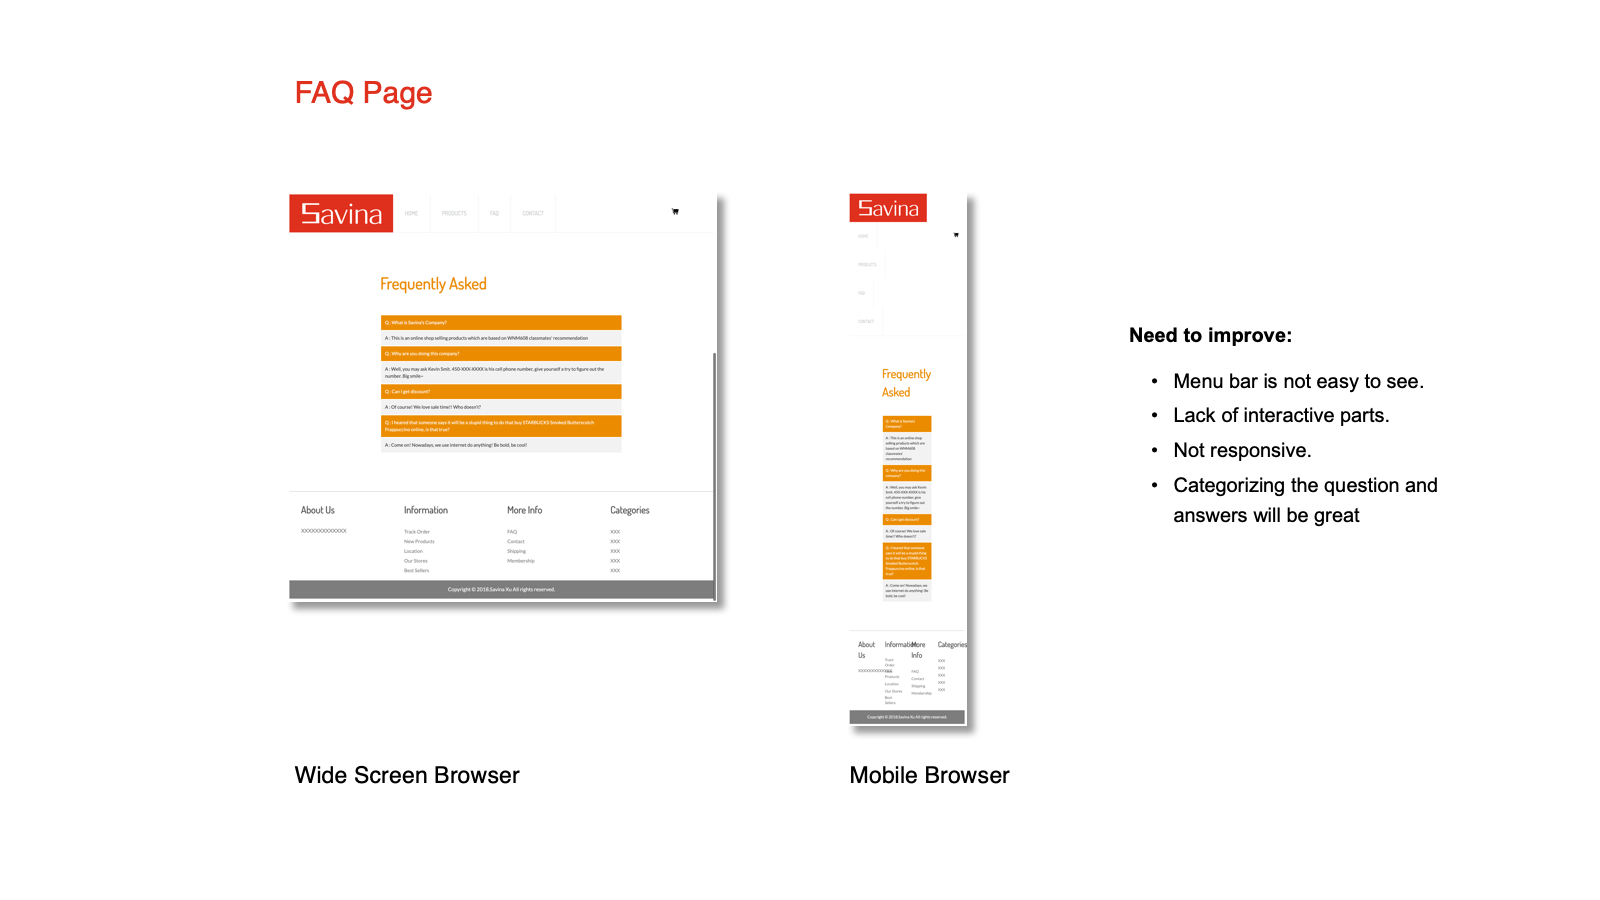 FAQ Page
Savina
HOME
PRODUCTS
FAQ
CONTACT
Frequently Asked
Q : What is Savina's Company?
A : This is an online shop selling products which are based on WNM608 classmates' recommendation
Q : Why are you doing this company?
A : Well, you may ask Kevin Smit, 450-XXX-XXXX is his cell phone number, give yourself a try to figure out the
number. Big smile~
Q : Can I get discount?
A : Of course! We love sale time!! Who doesn't?
Q : I heared that someone says it will be a stupid thing to do that buy STARBUCKS Smoked Butterscotch
Frappuccino online, is that true?
A : Come on! Nowadays, we use internet do anything! Be bold, be cool!
About Us
XXXXXXXXXXXXX
Information
Track Order
New Products
Location
Our Stores
Best Sellers
More Info
FAQ
Contact
Shipping
Membership
Categories
XXX
XXX
XXX
XXX
XXX
Copyright © 2018.Savina Xu All rights reserved.
Wide Screen Browser
Savina
HOME
PRODUCTS
FAQ
CONTACT
Frequently
Asked
Q : What is Savina's
Company?
A : This is an online shop
selling products which are
based on WNM608
classmates'
recommendation
Q : Why are you doing this
company?
A : Well, you may ask Kevin
Smit, 450-XXX-XXXX is his
cell phone number, give
yourself a try to figure out
the number. Big smile~
Q : Can I get discount?
A : Of course! We love sale
time!! Who doesn't?
Q : I heared that someone
says it will be a stupid thing
to do that buy STARBUCKS
Smoked Butterscotch
Frappuccino online, is that
true?
A : Come on! Nowadays, we
use internet do anything! Be
bold, be cool!
About
Us
XXXXXXXXXXXXX
Information
Track
Order
New
Products
Location
Our Stores
Best
Sellers
More
Info
FAQ
Contact
Shipping
Membership
Categories
XXX
XXX
XXX
XXX
XXX
Copyright © 2018.Savina Xu All rights reserved.
Mobile Browser
Need to improve:
• Menu bar is not easy to see.
• Lack of interactive parts.
• Not responsive.
• Categorizing the question and
answers will be great